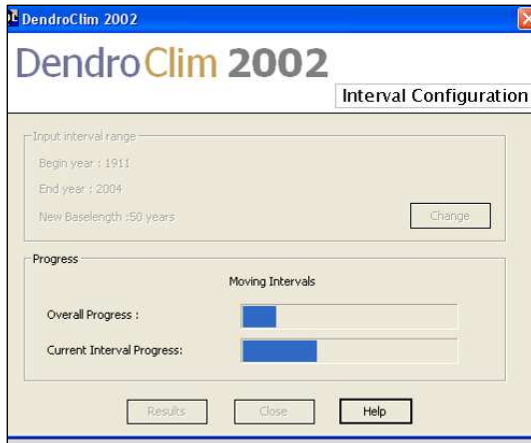 DendroClim 2002
DendroClim 2002
Interval Configuration
Input interval range
Begin year : 1911
End year : 2004
New Baselength :50 years
Change
Progress
Moving Intervals
Overall Progress :
Current Interval Progress:
Results
Close
Help